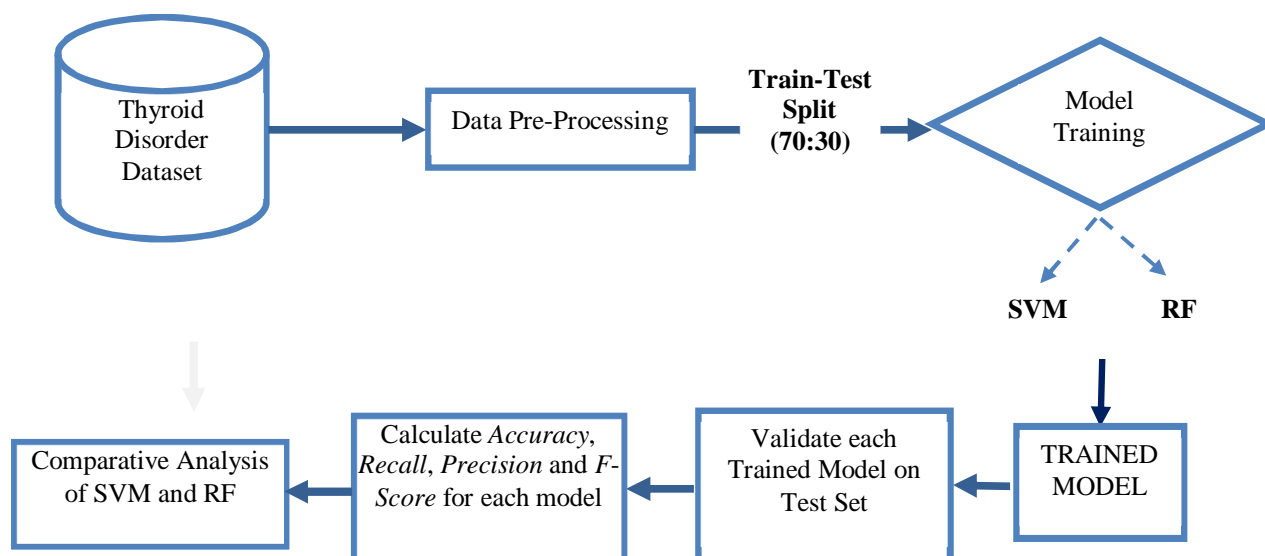 Thyroid
Disorder
Dataset
Data Pre-Processing
Train-Test
Split
(70:30)
Model
Training
SVM
RF
TRAINED
MODEL
Validate each
Trained Model on
Test Set
Calculate Accuracy,
Recall, Precision and F-
Score for each model
Comparative Analysis
of SVM and RF